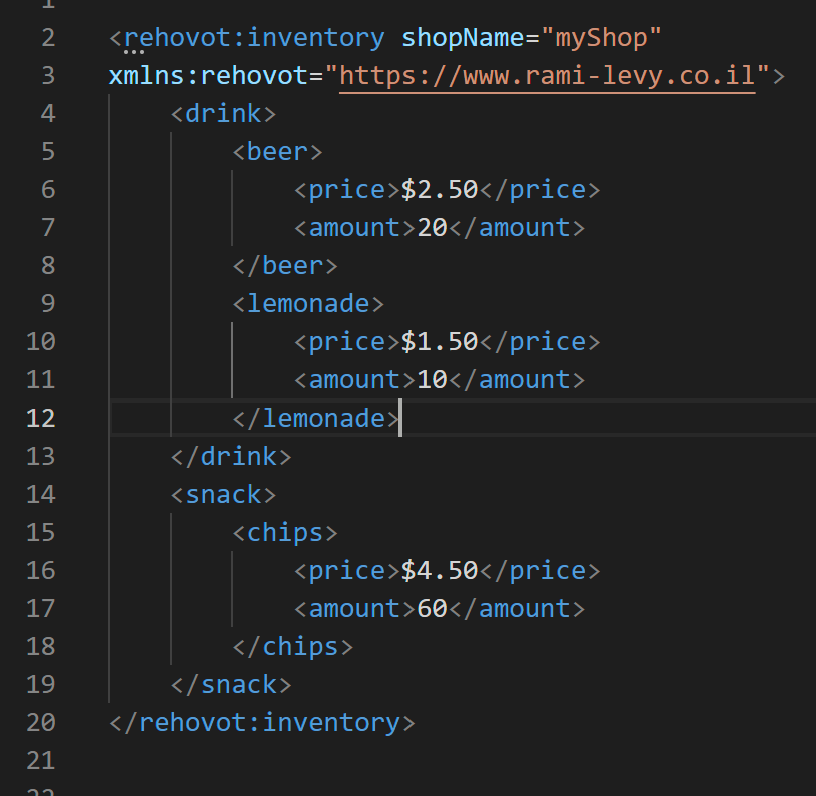 1
2 <rehovot:inventory shopName="myShop"
3 xmlns:rehovot="https://www.rami-levy.co.il">
4     <drink>
5         <beer>
6             <price>$2.50</price>
7             <amount>20</amount>
8         </beer>
9         <lemonade>
10             <price>$1.50</price>
11             <amount>10</amount>
12         </lemonade>
13     </drink>
14     <snack>
15         <chips>
16             <price>$4.50</price>
17             <amount>60</amount>
18         </chips>
19     </snack>
20 </rehovot:inventory>
21
22